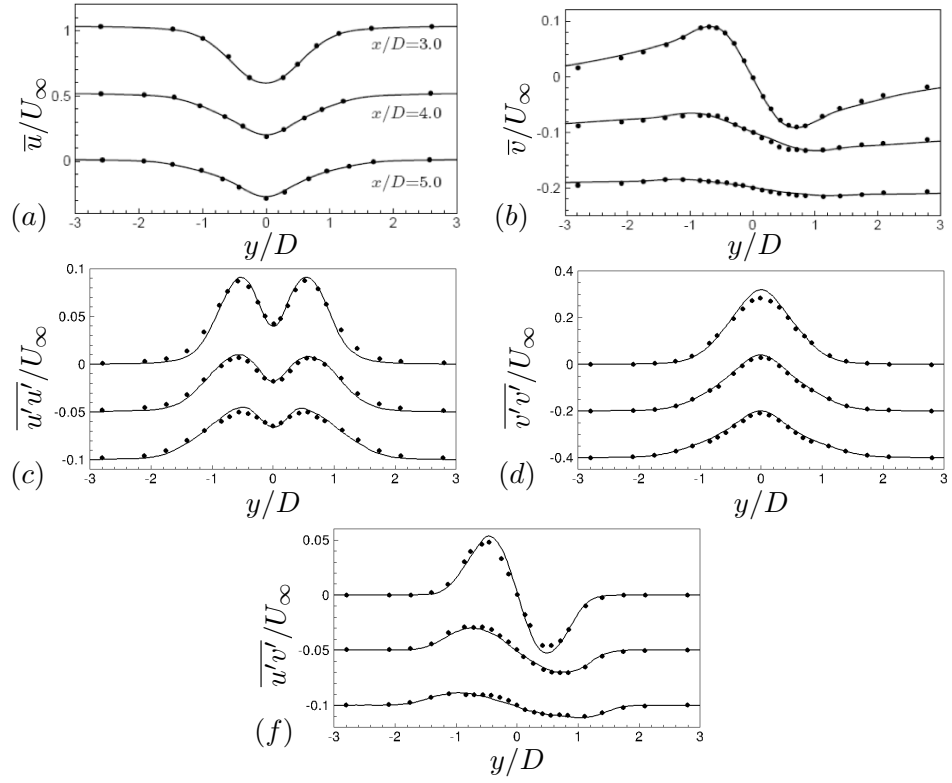 1
0.5
0
-3 -2 -1 0 1 2 3
x/D=3.0
x/D=4.0
x/D=5.0
u̅/U∞
y/D
(a)
0.1
0
-0.1
-0.2
-3 -2 -1 0 1 2 3
v̅/U∞
y/D
(b)
0.1
0.05
0
-0.05
-0.1
-3 -2 -1 0 1 2 3
u'u'/U∞
y/D
(c)
0.4
0.2
0
-0.2
-0.4
-3 -2 -1 0 1 2 3
v'v'/U∞
y/D
(d)
0.05
0
-0.05
-0.1
-3 -2 -1 0 1 2 3
u'v'/U∞
y/D
(f)